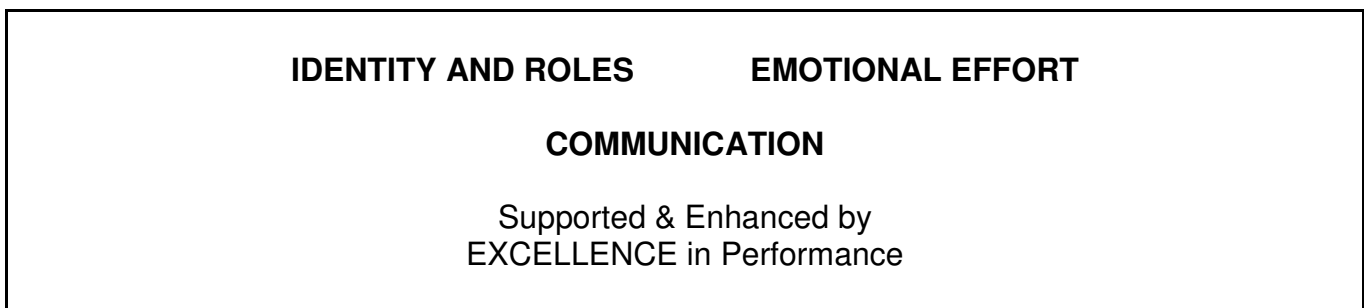 IDENTITY AND ROLES EMOTIONAL EFFORT
COMMUNICATION
Supported & Enhanced by
EXCELLENCE in Performance